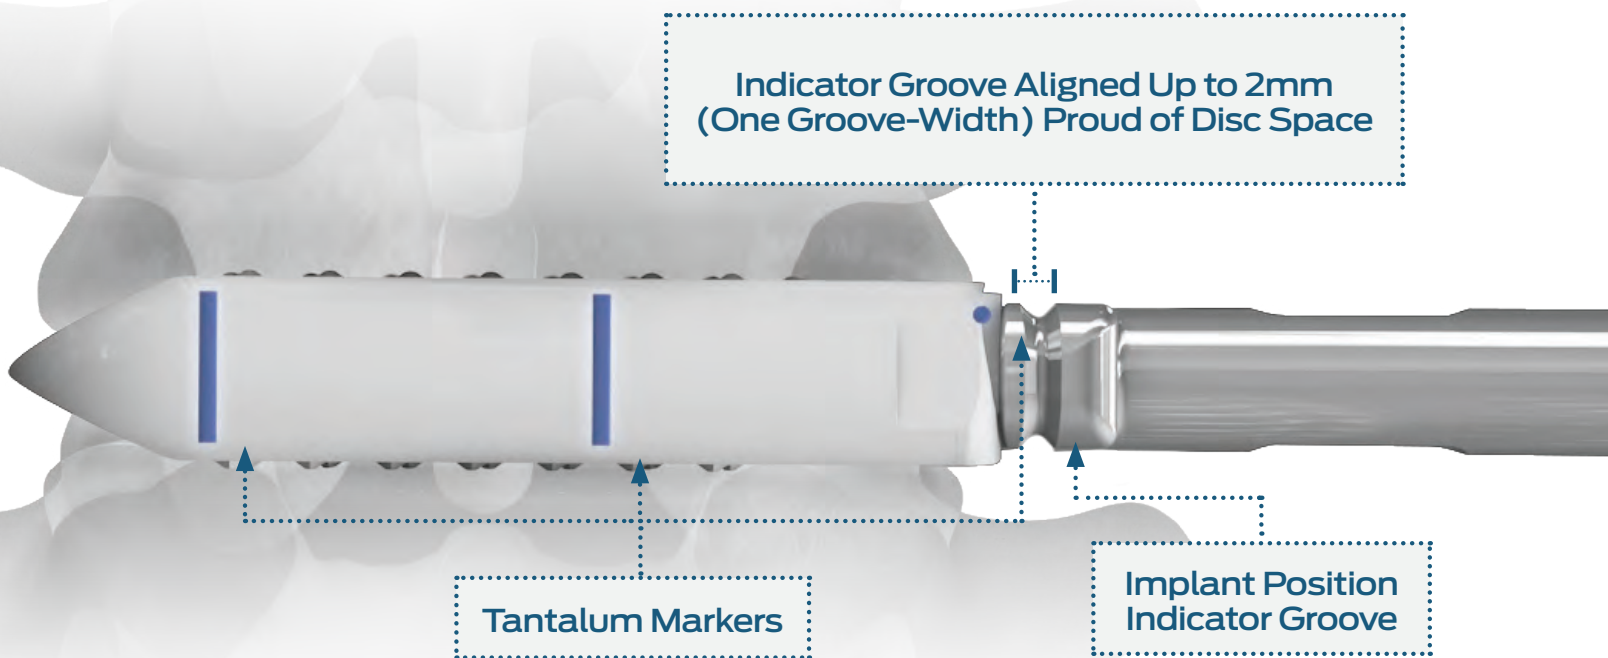 Indicator Groove Aligned Up to 2mm
(One Groove-Width) Proud of Disc Space
Tantalum Markers
Implant Position
Indicator Groove